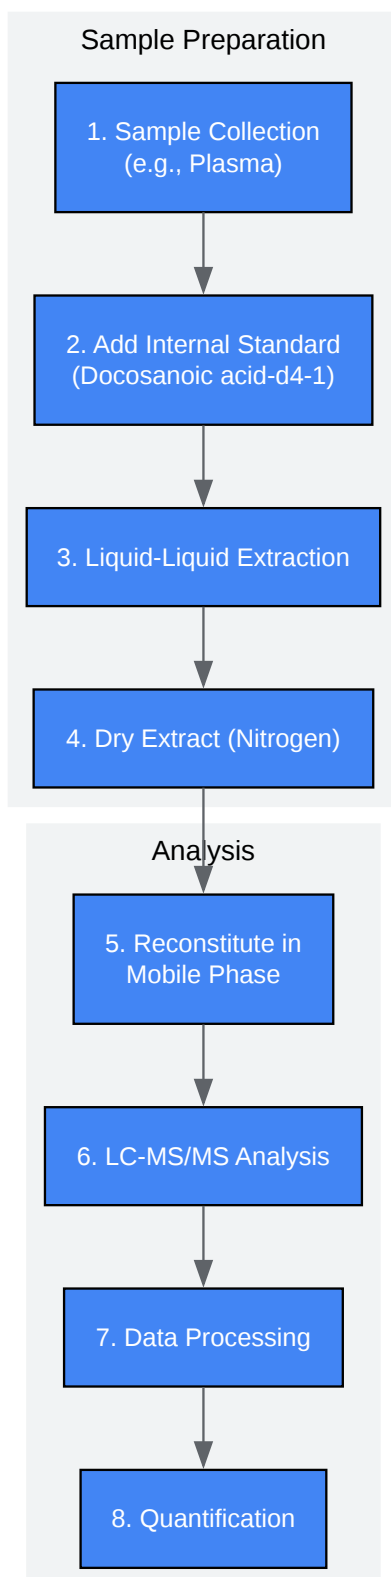 Sample Preparation
1. Sample Collection
(e.g., Plasma)
2. Add Internal Standard
(Docosanoic acid-d4-1)
3. Liquid-Liquid Extraction
4. Dry Extract (Nitrogen)
Analysis
5. Reconstitute in
Mobile Phase
6. LC-MS/MS Analysis
7. Data Processing
8. Quantification